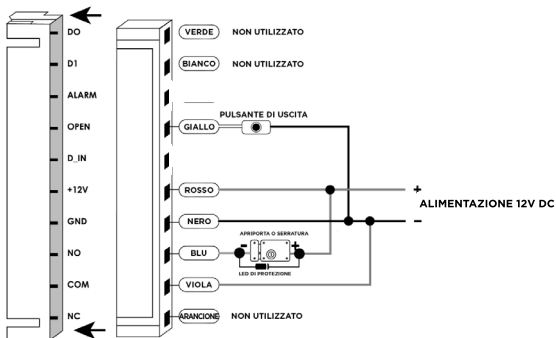 DO
VERDE NON UTILIZZATO
D1
BIANCO NON UTILIZZATO
ALARM
PULSANTE DI USCITA
OPEN
GIALLO
D_IN
+12V
ROSSO
+
ALIMENTAZIONE 12V DC
GND
NERO
-
APRIPORTA O SERRATURA
NO
BLU
- +
LED DI PROTEZIONE
COM
VIOLA
NC
ARANCIONE NON UTILIZZATO